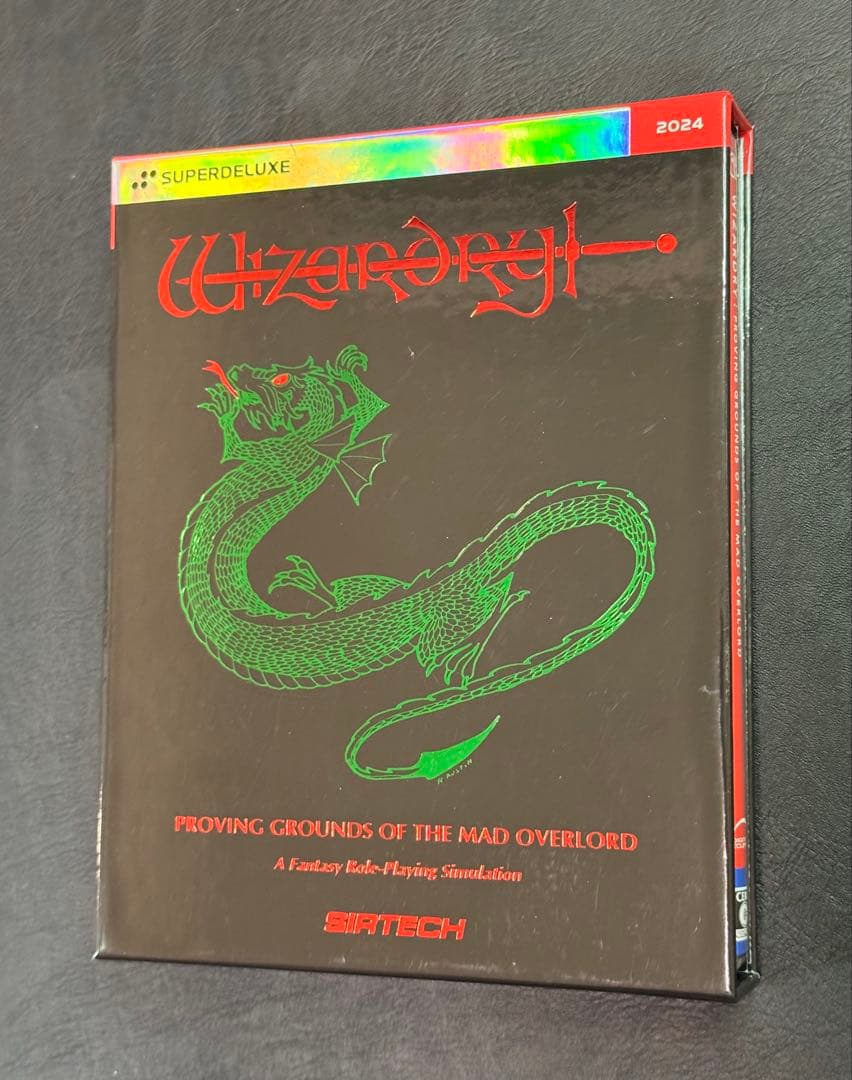 SUPERDELUXE
2024
Wizardry
PROVING GROUNDS OF THE MAD OVERLORD
A Fantasy Role-Playing Simulation
SIRTECH
WIZARDRY: PROVING GROUNDS OF THE MAD OVERLORD